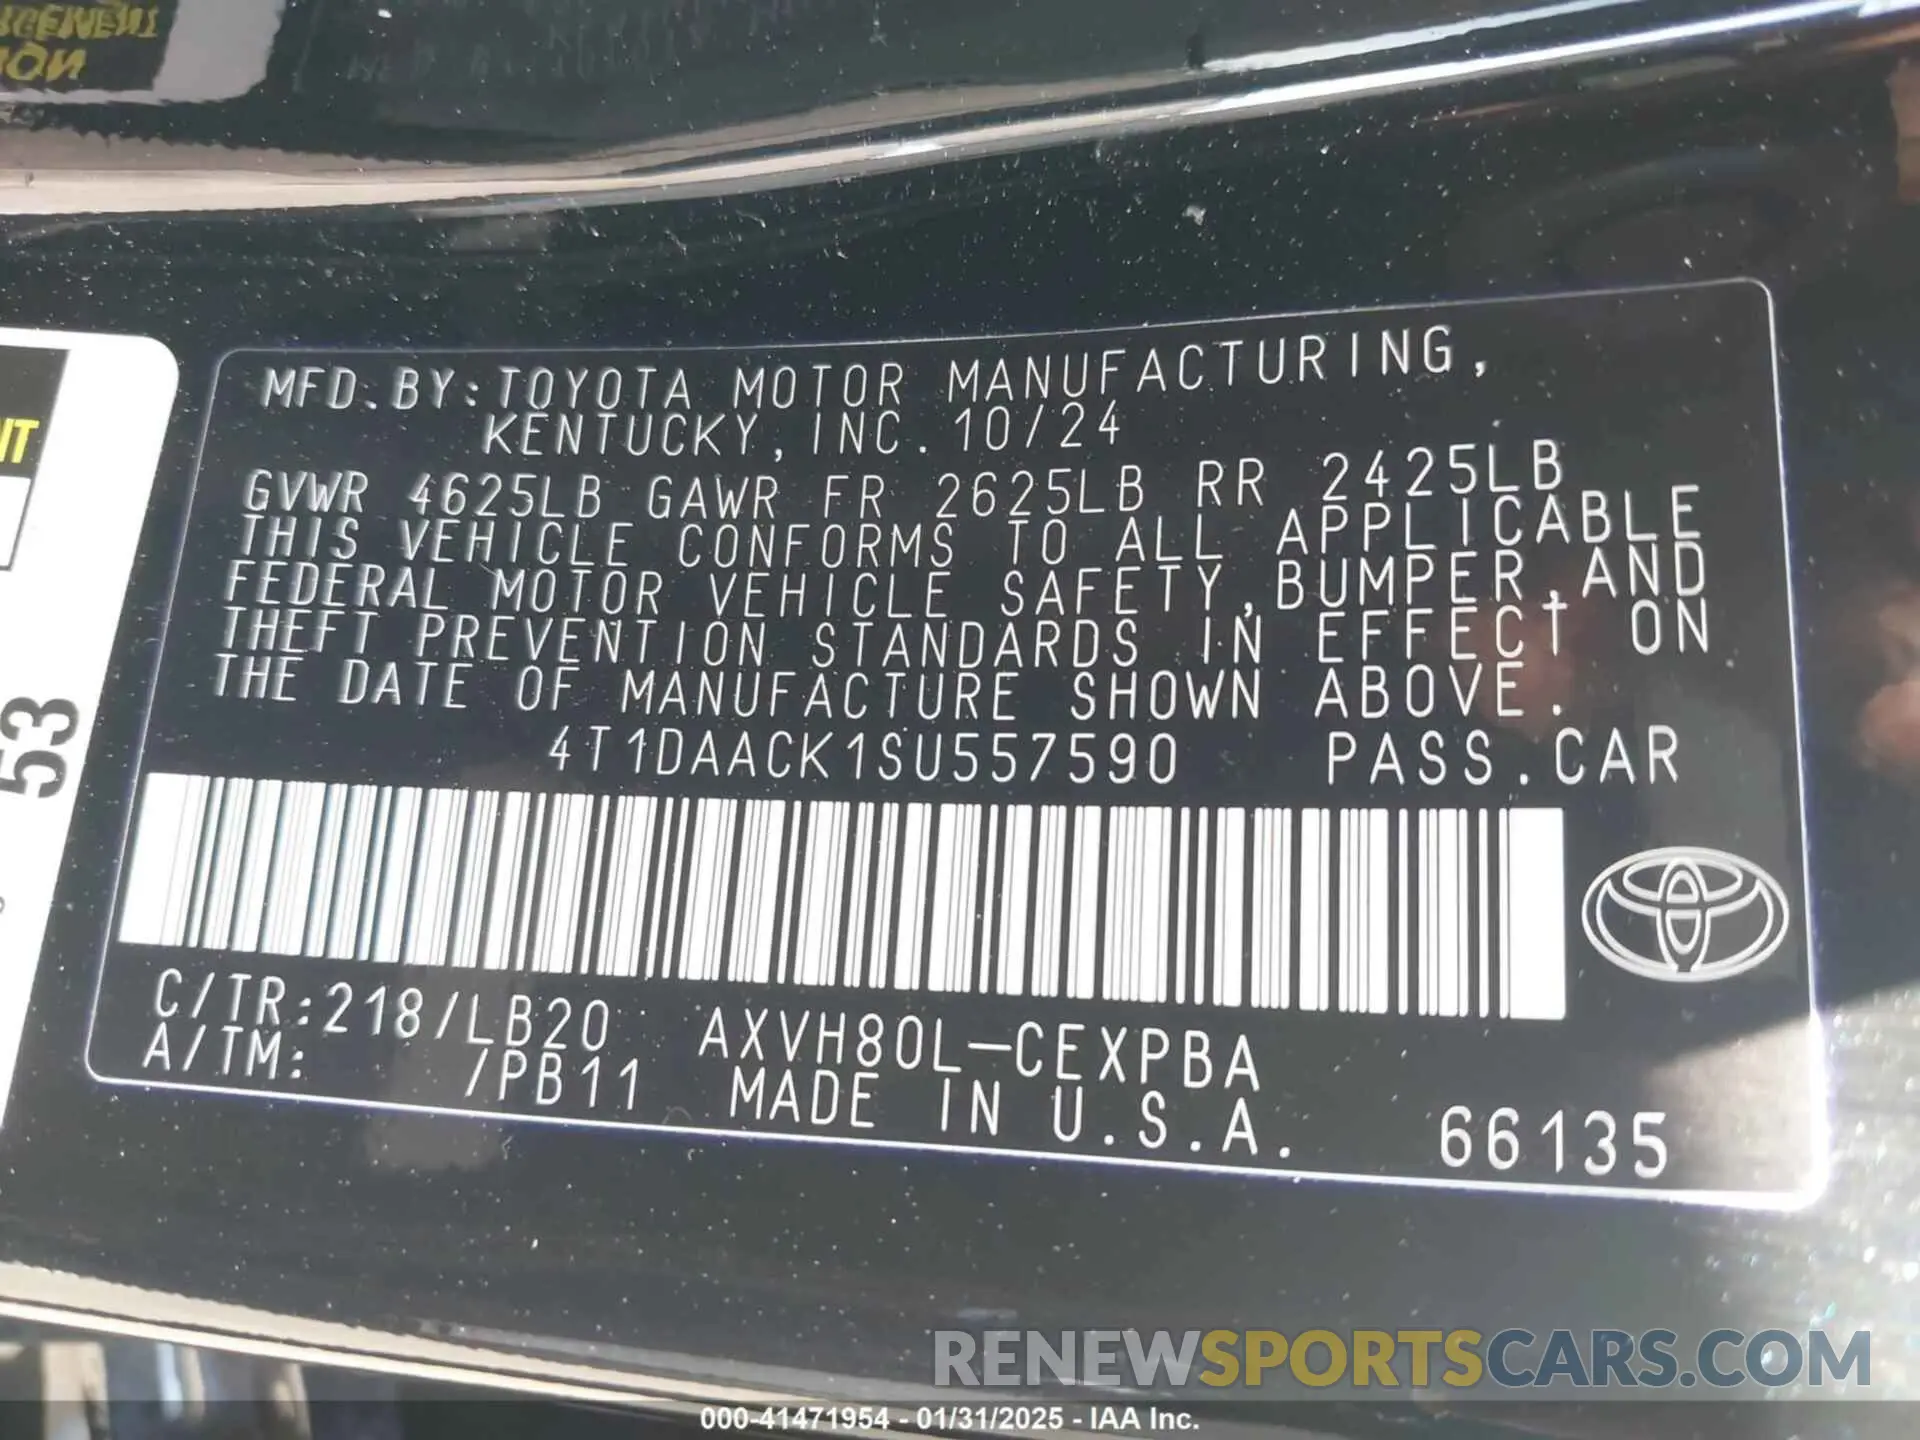 NT
53
MFD. BY: TOYOTA MOTOR MANUFACTURING,
KENTUCKY, INC. 10/24
GVWR 4625LB GAWR FR 2625LB RR 2425LB
THIS VEHICLE CONFORMS TO ALL APPLICABLE
FEDERAL MOTOR VEHICLE SAFETY, BUMPER, AND
THEFT PREVENTION STANDARDS IN EFFECT ON
THE DATE OF MANUFACTURE SHOWN ABOVE.
4T1DAACK1SU557590 PASS. CAR
C/TR: 218/LB20 AXVH80L-CEXPBA
A/TM: /PB11 MADE IN U.S.A. 66135
RENEWSPORTSCARS.COM
000-41471954 - 01/31/2025 - IAA Inc.